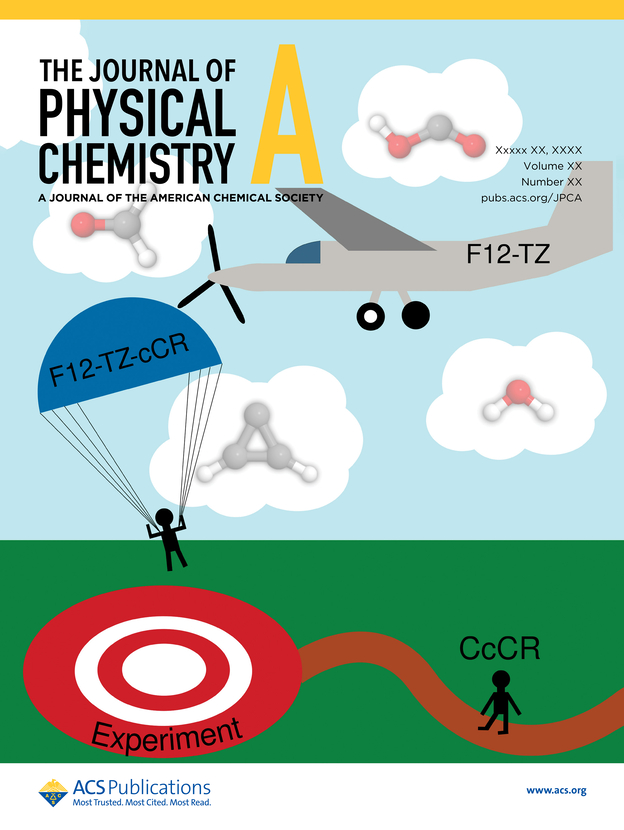 THE JOURNAL OF
PHYSICAL
CHEMISTRY
A
A JOURNAL OF THE AMERICAN CHEMICAL SOCIETY
Xxxxx XX, XXXX
Volume XX
Number XX
pubs.acs.org/JPCA
F12-TZ
F12-TZ-cCR
CcCR
Experiment
ACS Publications
Most Trusted. Most Cited. Most Read.
www.acs.org